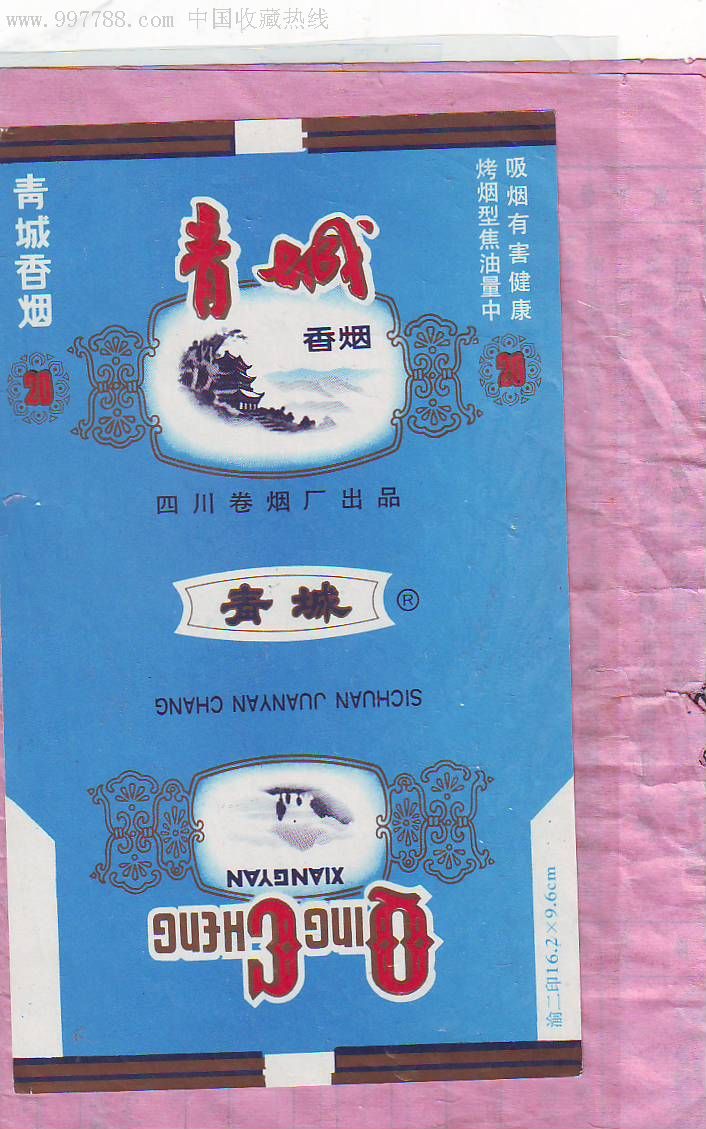 www.997788.com 中国收藏热线
青城香烟
20
青城
香烟
吸烟有害健康
烤烟型焦油量中
20
四川卷烟厂出品
青城 ®
SICHUAN JUANYAN CHANG
XIANGYAN
QING CHENG
渝二印16.2×9.6cm